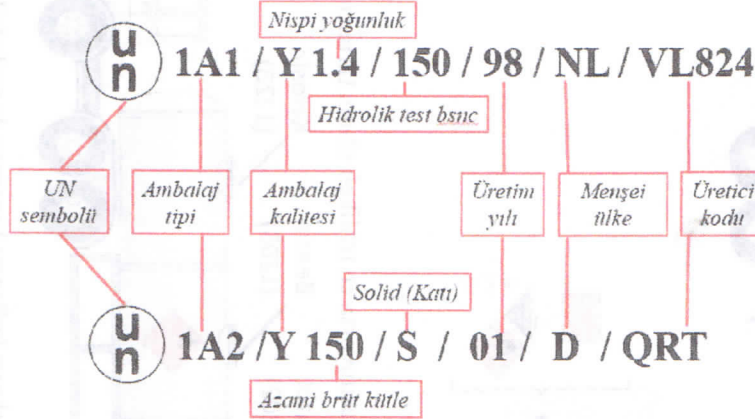 Nispi yoğunluk
un 1A1 / Y 1.4 / 150 / 98 / NL / VL824
Hidrolik test bsnc
UN sembolü
Ambalaj tipi
Ambalaj kalitesi
Üretim yılı
Menşei ülke
Üretici kodu
Solid (Katı)
un 1A2 /Y 150 / S / 01 / D / QRT
Azami brüt kütle